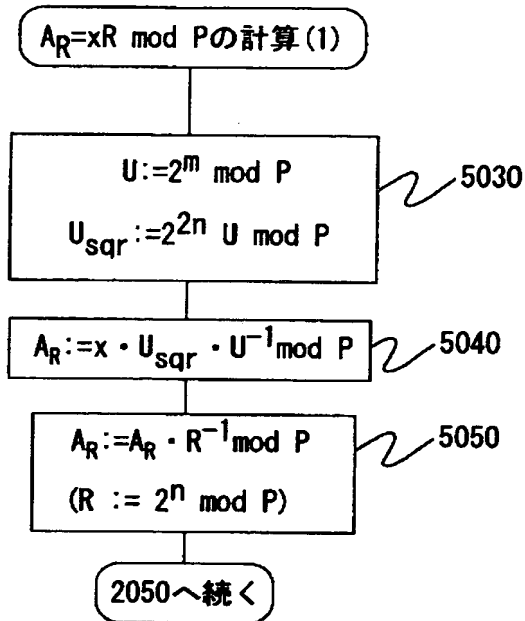 A_R=xR mod Pの計算(1)
U:=2^m mod P
U_sqr:=2^2n U mod P
5030
A_R:=x・U_sqr・U^-1 mod P
5040
A_R:=A_R・R^-1 mod P
(R := 2^n mod P)
5050
2050へ続く